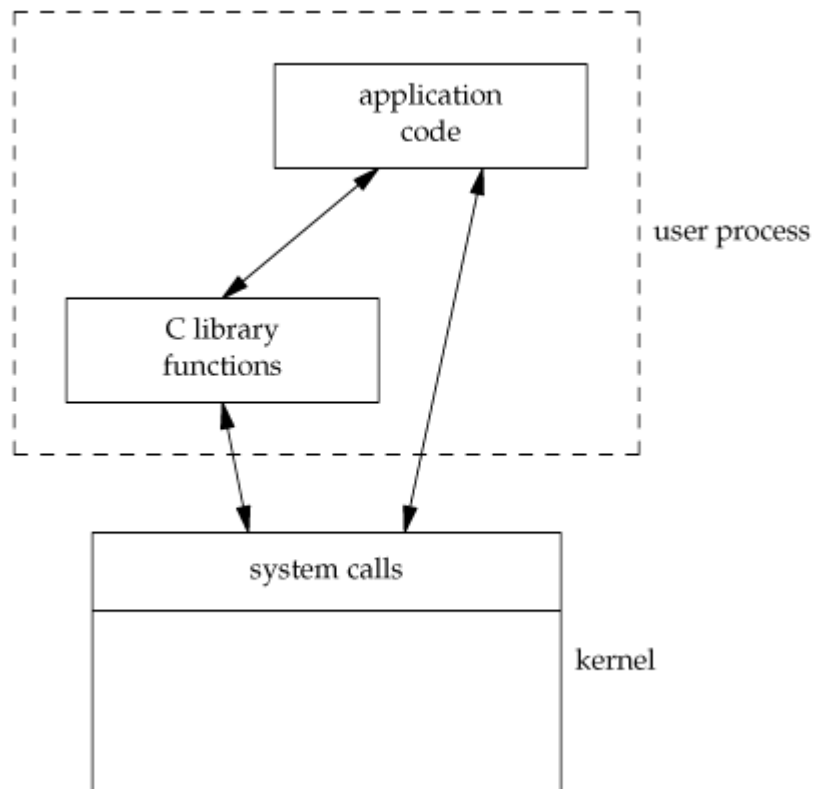 application
code
user process
C library
functions
system calls
kernel